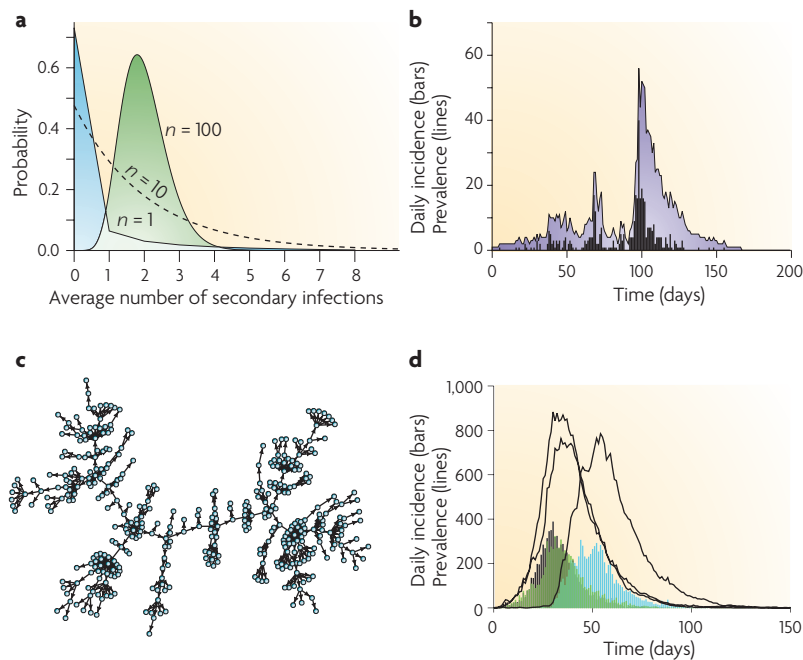 a
Probability
0.6
0.4
0.2
0.0
n = 100
n = 10
n = 1
0 1 2 3 4 5 6 7 8
Average number of secondary infections
b
Daily incidence (bars)
Prevalence (lines)
60
40
20
0
0 50 100 150 200
Time (days)
c
d
Daily incidence (bars)
Prevalence (lines)
1,000
800
600
400
200
0
0 50 100 150
Time (days)